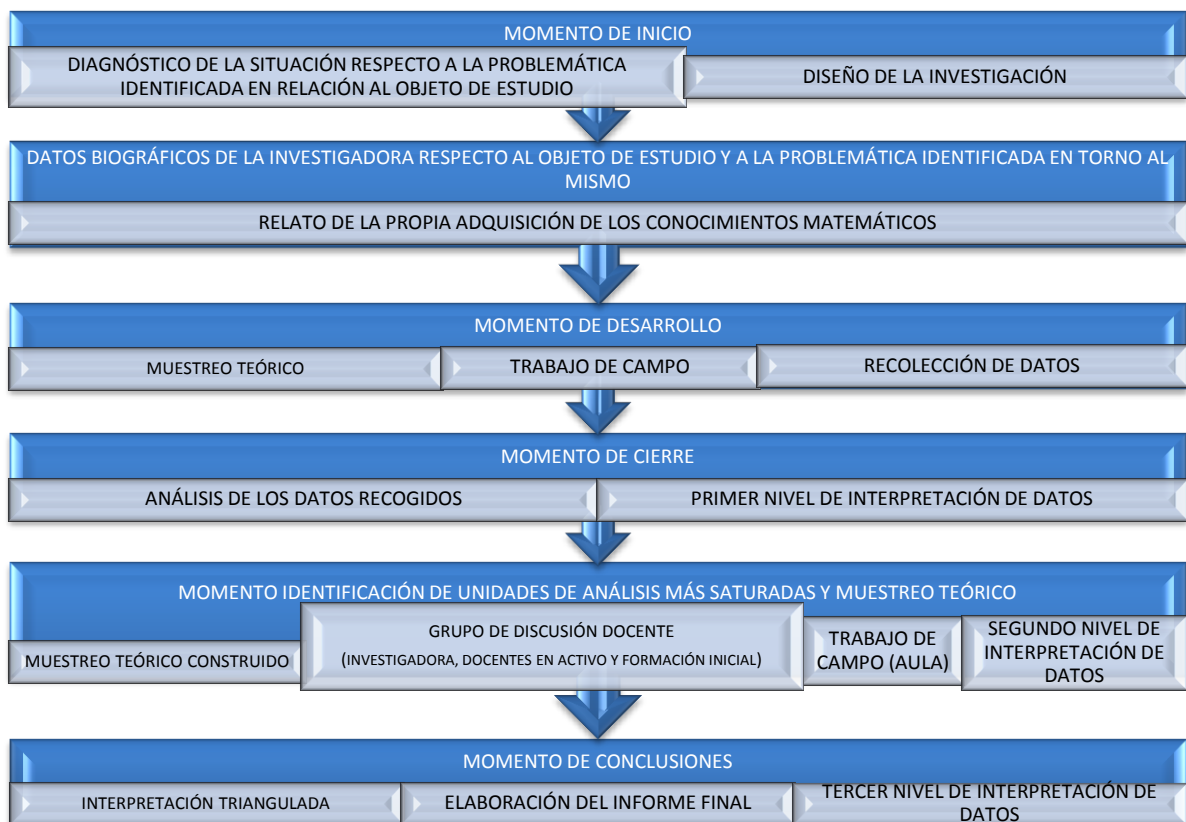 MOMENTO DE INICIO
DIAGNÓSTICO DE LA SITUACIÓN RESPECTO A LA PROBLEMÁTICA
IDENTIFICADA EN RELACIÓN AL OBJETO DE ESTUDIO
DISEÑO DE LA INVESTIGACIÓN
DATOS BIOGRÁFICOS DE LA INVESTIGADORA RESPECTO AL OBJETO DE ESTUDIO Y A LA PROBLEMÁTICA IDENTIFICADA EN TORNO AL
MISMO
RELATO DE LA PROPIA ADQUISICIÓN DE LOS CONOCIMIENTOS MATEMÁTICOS
MOMENTO DE DESARROLLO
MUESTREO TEÓRICO
TRABAJO DE CAMPO
RECOLECCIÓN DE DATOS
MOMENTO DE CIERRE
ANÁLISIS DE LOS DATOS RECOGIDOS
PRIMER NIVEL DE INTERPRETACIÓN DE DATOS
MOMENTO IDENTIFICACIÓN DE UNIDADES DE ANÁLISIS MÁS SATURADAS Y MUESTREO TEÓRICO
MUESTREO TEÓRICO CONSTRUIDO
GRUPO DE DISCUSIÓN DOCENTE
(INVESTIGADORA, DOCENTES EN ACTIVO Y FORMACIÓN INICIAL)
TRABAJO DE
CAMPO (AULA)
SEGUNDO NIVEL DE
INTERPRETACIÓN DE
DATOS
MOMENTO DE CONCLUSIONES
INTERPRETACIÓN TRIANGULADA
ELABORACIÓN DEL INFORME FINAL
TERCER NIVEL DE INTERPRETACIÓN DE
DATOS